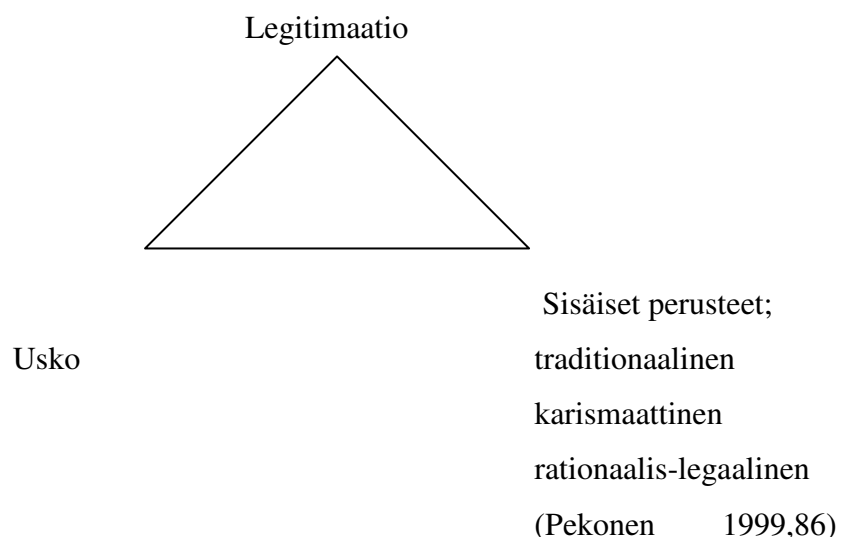 Legitimaatio
Sisäiset perusteet;
Usko
traditionaalinen
karismaattinen
rationaalis-legaalinen
(Pekonen 1999,86)